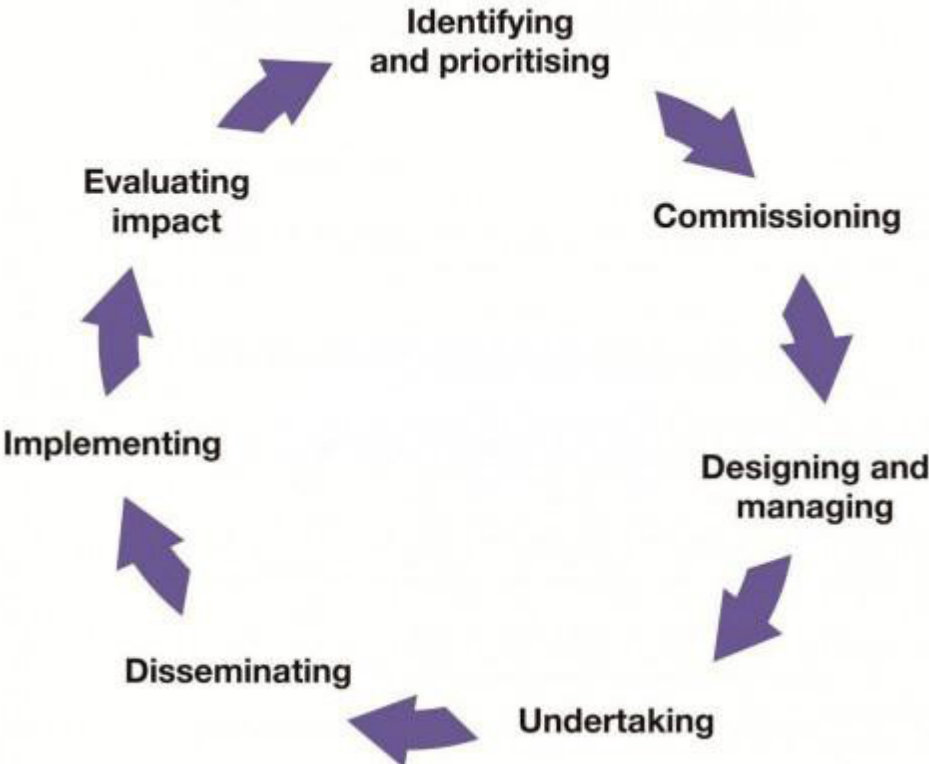 Identifying
and prioritising
Commissioning
Designing and
managing
Undertaking
Disseminating
Implementing
Evaluating
impact